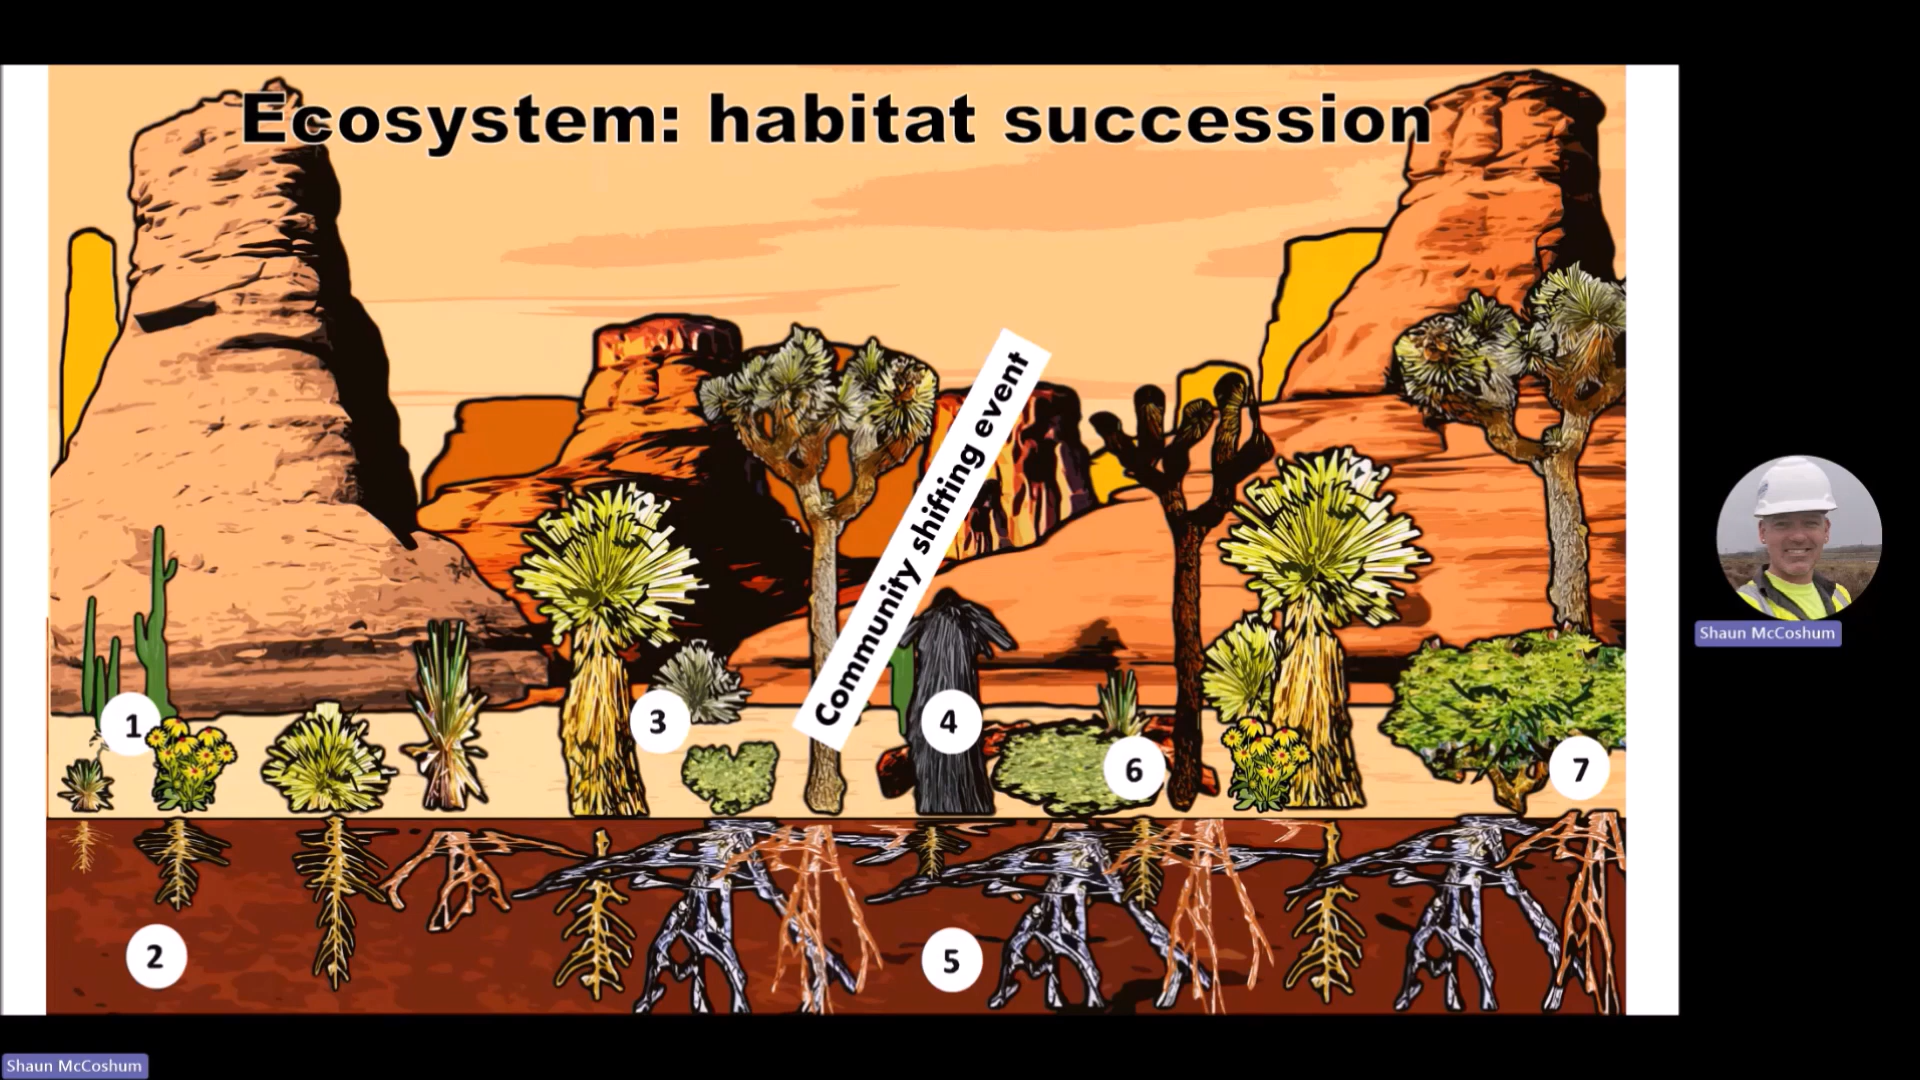 Ecosystem: habitat succession
Community shifting event
1
3
4
6
7
2
5
Shaun McCoshum
Shaun McCoshum